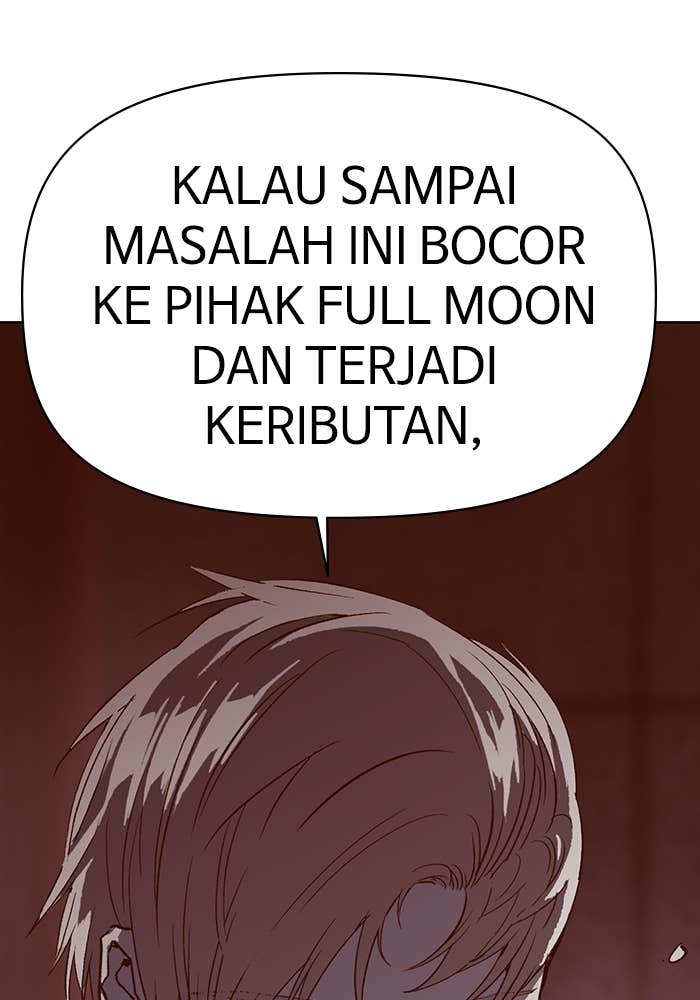 KALAU SAMPAI
MASALAH INI BOCOR
KE PIHAK FULL MOON
DAN TERJADI
KERIBUTAN,